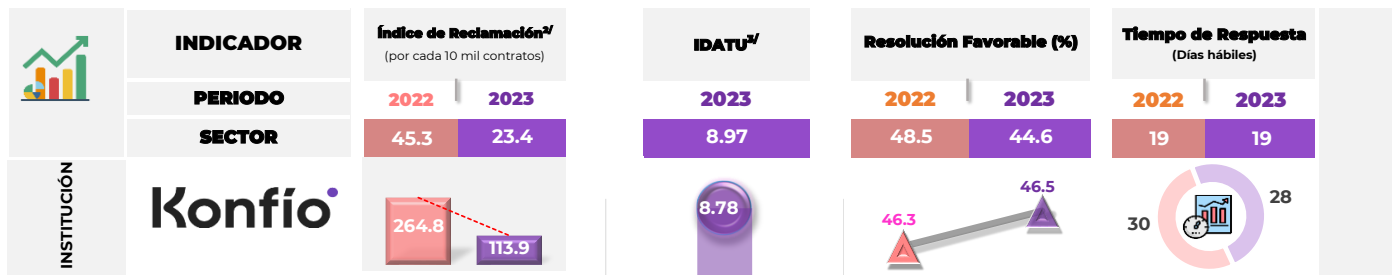 INDICADOR
Índice de Reclamación2/
(por cada 10 mil contratos)
IDATU3/
Resolución Favorable (%)
Tiempo de Respuesta
(Días hábiles)
PERIODO
2022 2023
2023
2022 2023
2022 2023
SECTOR
45.3 23.4
8.97
48.5 44.6
19 19
INSTITUCIÓN
Konfío
264.8
113.9
8.78
46.3
46.5
30
28